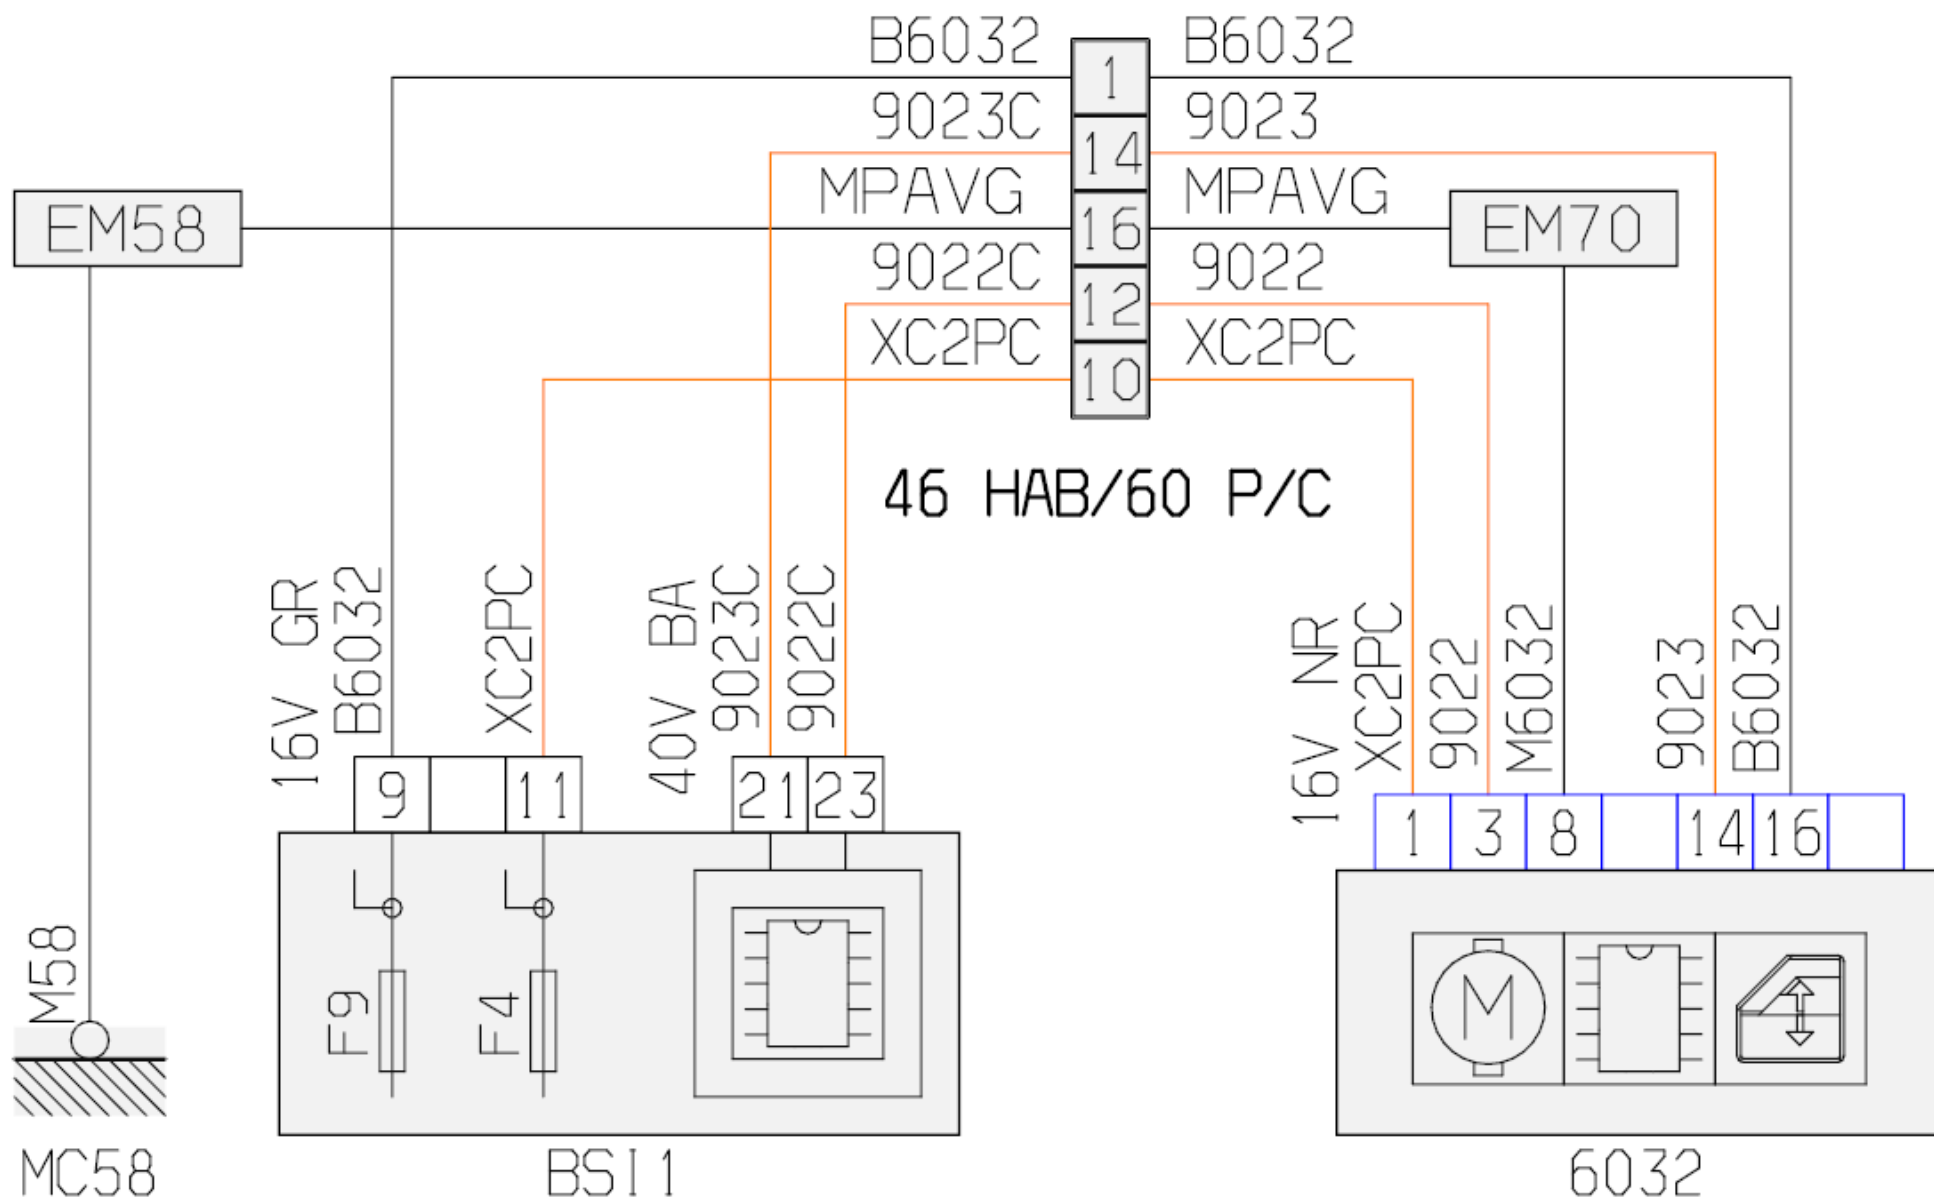 B6032 B6032
1
9023C 9023
14
MPAVG MPAVG
EM58 16 EM70
9022C 9022
12
XC2PC XC2PC
10
46 HAB/60 P/C
16V GR
B6032
XC2PC
40V BA
9023C
9022C
16V NR
XC2PC
9022
M6032
9023
B6032
9 11 21 23
1 3 8 14 16
M58
F9
F4
M
MC58 BSI1 6032